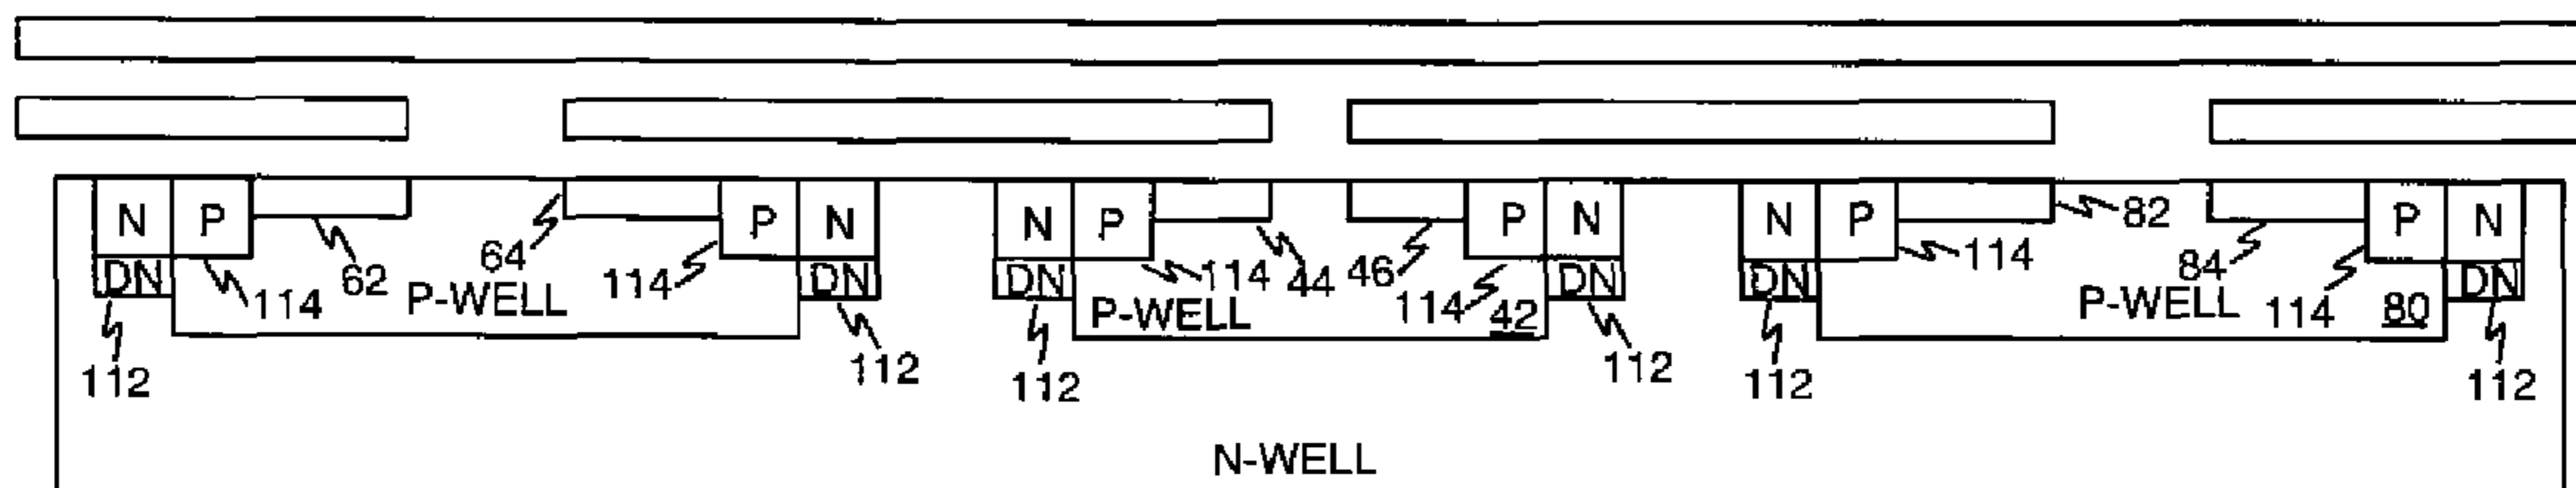 N P P N N P P N N P P N
DN DN DN DN DN DN
62 64 114 44 46 82 84
114 P-WELL 114 P-WELL 114 42 114 P-WELL 114 80
112 112 112 112 112 112
N-WELL